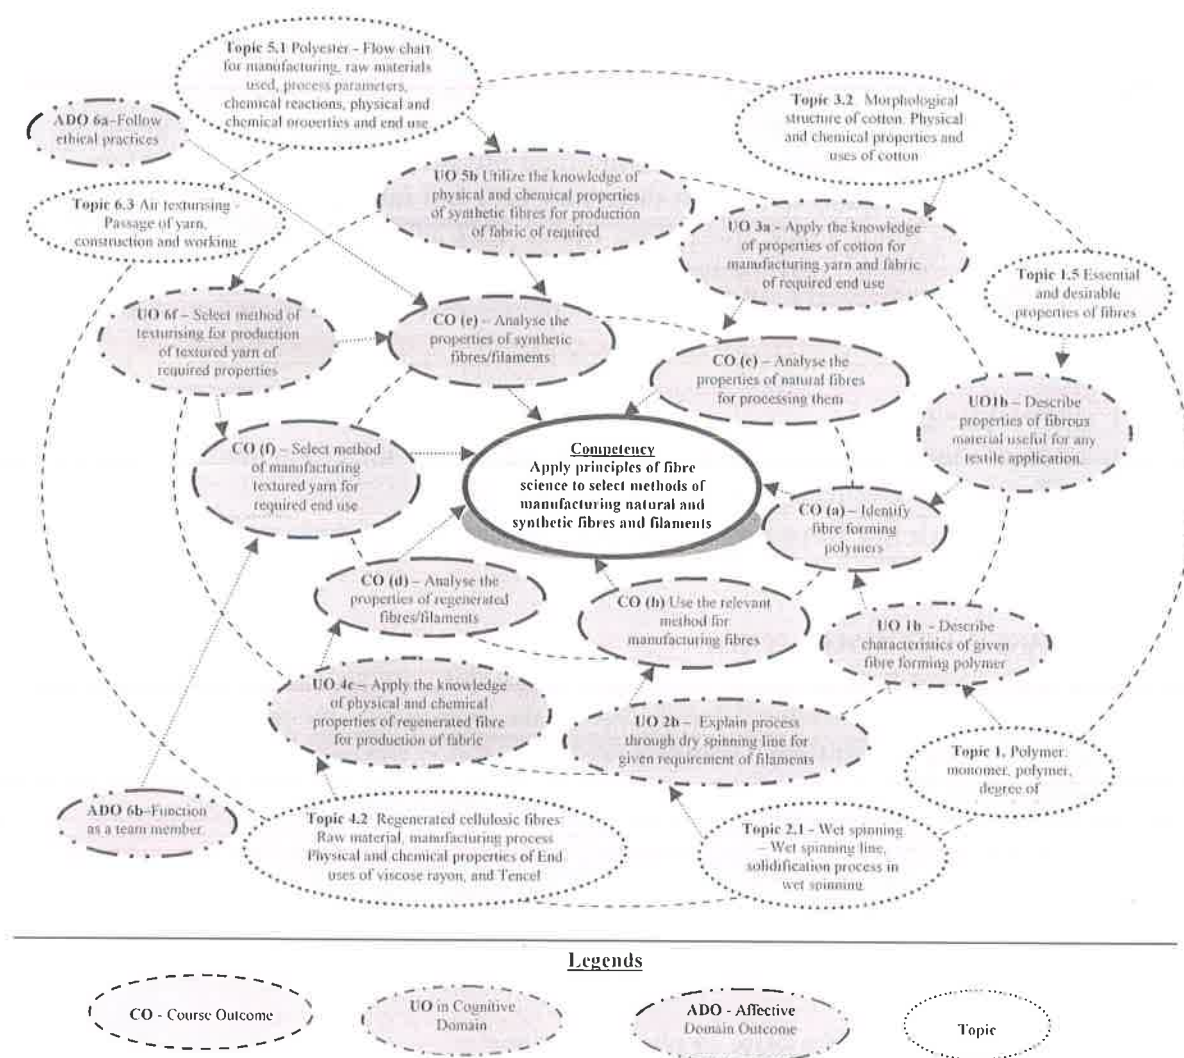 Topic 5.1 Polyester - Flow chart
for manufacturing, raw materials
used, process parameters,
chemical reactions, physical and
chemical properties and end use
Topic 3.2 Morphological
structure of cotton. Physical
and chemical properties and
uses of cotton
ADO 6a–Follow
ethical practices
UO 5b Utilize the knowledge of
physical and chemical properties
of synthetic fibres for production
of fabric of required
Topic 6.3 Air texturising -
Passage of yarn,
construction and working
UO 3a - Apply the knowledge
of properties of cotton for
manufacturing yarn and fabric
of required end use
Topic 1.5 Essential
and desirable
properties of fibres
UO 6f – Select method of
texturising for production
of textured yarn of
required properties
CO (e) – Analyse the
properties of synthetic
fibres/filaments
CO (c) – Analyse the
properties of natural fibres
for processing them
UO1b – Describe
properties of fibrous
material useful for any
textile application.
CO (f) – Select method
of manufacturing
textured yarn for
required end use
Competency
Apply principles of fibre
science to select methods of
manufacturing natural and
synthetic fibres and filaments
CO (a) – Identify
fibre forming
polymers
CO (d) – Analyse the
properties of regenerated
fibres/filaments
CO (b) Use the relevant
method for
manufacturing fibres
UO 1b – Describe
characteristics of given
fibre forming polymer
UO 4c – Apply the knowledge
of physical and chemical
properties of regenerated fibre
for production of fabric
UO 2b – Explain process
through dry spinning line for
given requirement of filaments
Topic 1. Polymer:
monomer, polymer,
degree of
ADO 6b–Function
as a team member.
Topic 4.2 Regenerated cellulosic fibres:
Raw material, manufacturing process
Physical and chemical properties of End
uses of viscose rayon, and Tencel
Topic 2.1 - Wet spinning
– Wet spinning line,
solidification process in
wet spinning
Legends
CO - Course Outcome
UO in Cognitive
Domain
ADO - Affective
Domain Outcome
Topic